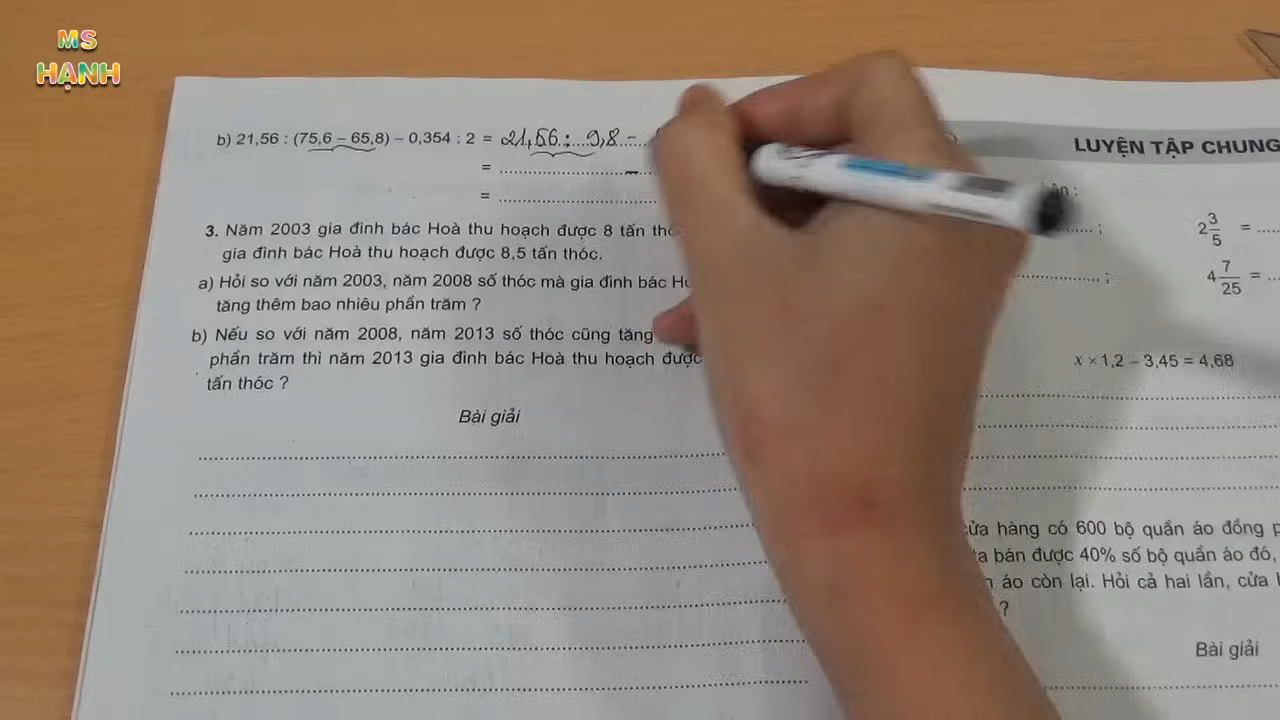 MS
HẠNH
b) 21,56 : (75,6 – 65,8) – 0,354 : 2 = 21,56 : 9,8 –
=
=
3. Năm 2003 gia đình bác Hoà thu hoạch được 8 tấn
gia đình bác Hoà thu hoạch được 8,5 tấn thóc.
a) Hỏi so với năm 2003, năm 2008 số thóc mà gia đình bác
tăng thêm bao nhiêu phần trăm ?
b) Nếu so với năm 2008, năm 2013 số thóc cũng tăng
phần trăm thì năm 2013 gia đình bác Hoà thu hoạch được
tấn thóc ?
Bài giải
LUYỆN TẬP CHUNG
;
2 3/5 =
;
4 7/25 =
x × 1,2 – 3,45 = 4,68
cửa hàng có 600 bộ quần áo đồng
bán được 40% số bộ quần áo đó,
áo còn lại. Hỏi cả hai lần, cửa
?
Bài giải